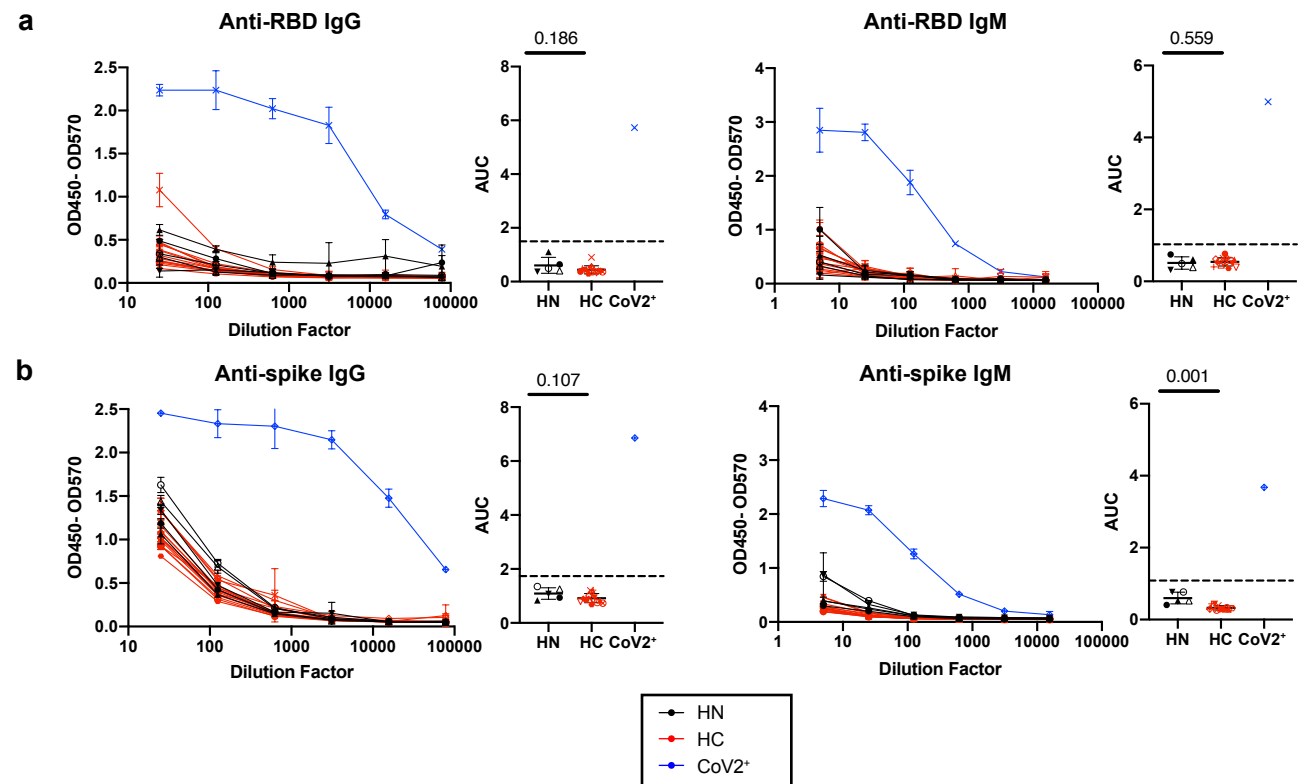 a
Anti-RBD IgG
Anti-RBD IgM
0.186
0.559
OD450- OD570
2.5
2.0
1.5
1.0
0.5
0.0
10
100
1000
10000
100000
Dilution Factor
AUC
8
6
4
2
0
HN
HC
CoV2⁺
OD450- OD570
4
3
2
1
0
1
10
100
1000
10000
100000
Dilution Factor
AUC
6
4
2
0
HN
HC
CoV2⁺
b
Anti-spike IgG
Anti-spike IgM
0.107
0.001
OD450- OD570
2.5
2.0
1.5
1.0
0.5
0.0
10
100
1000
10000
100000
Dilution Factor
AUC
8
6
4
2
0
HN
HC
CoV2⁺
OD450- OD570
4
3
2
1
0
1
10
100
1000
10000
100000
Dilution Factor
AUC
6
4
2
0
HN
HC
CoV2⁺
HN
HC
CoV2⁺